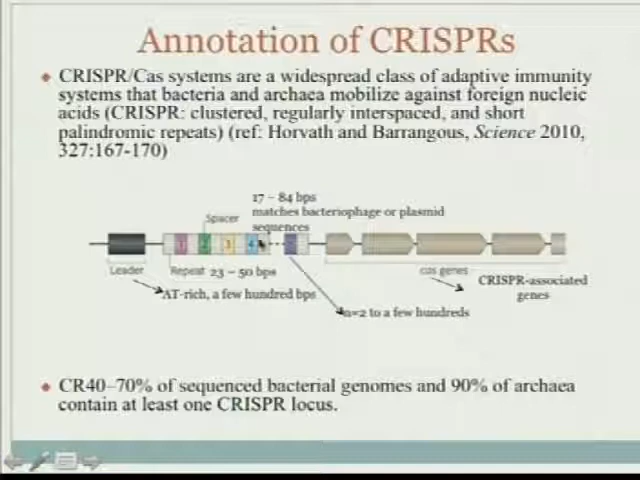 Annotation of CRISPRs
CRISPR/Cas systems are a widespread class of adaptive immunity
systems that bacteria and archaea mobilize against foreign nucleic
acids (CRISPR: clustered, regularly interspaced, and short
palindromic repeats) (ref: Horvath and Barrangous, Science 2010,
327:167-170)
17 – 84 bps
matches bacteriophage or plasmid
sequences
Spacer
1 2 3 4
Leader
Repeat 23 – 50 bps
cas genes
CRISPR-associated
genes
AT-rich, a few hundred bps
n=2 to a few hundreds
CR40–70% of sequenced bacterial genomes and 90% of archaea
contain at least one CRISPR locus.